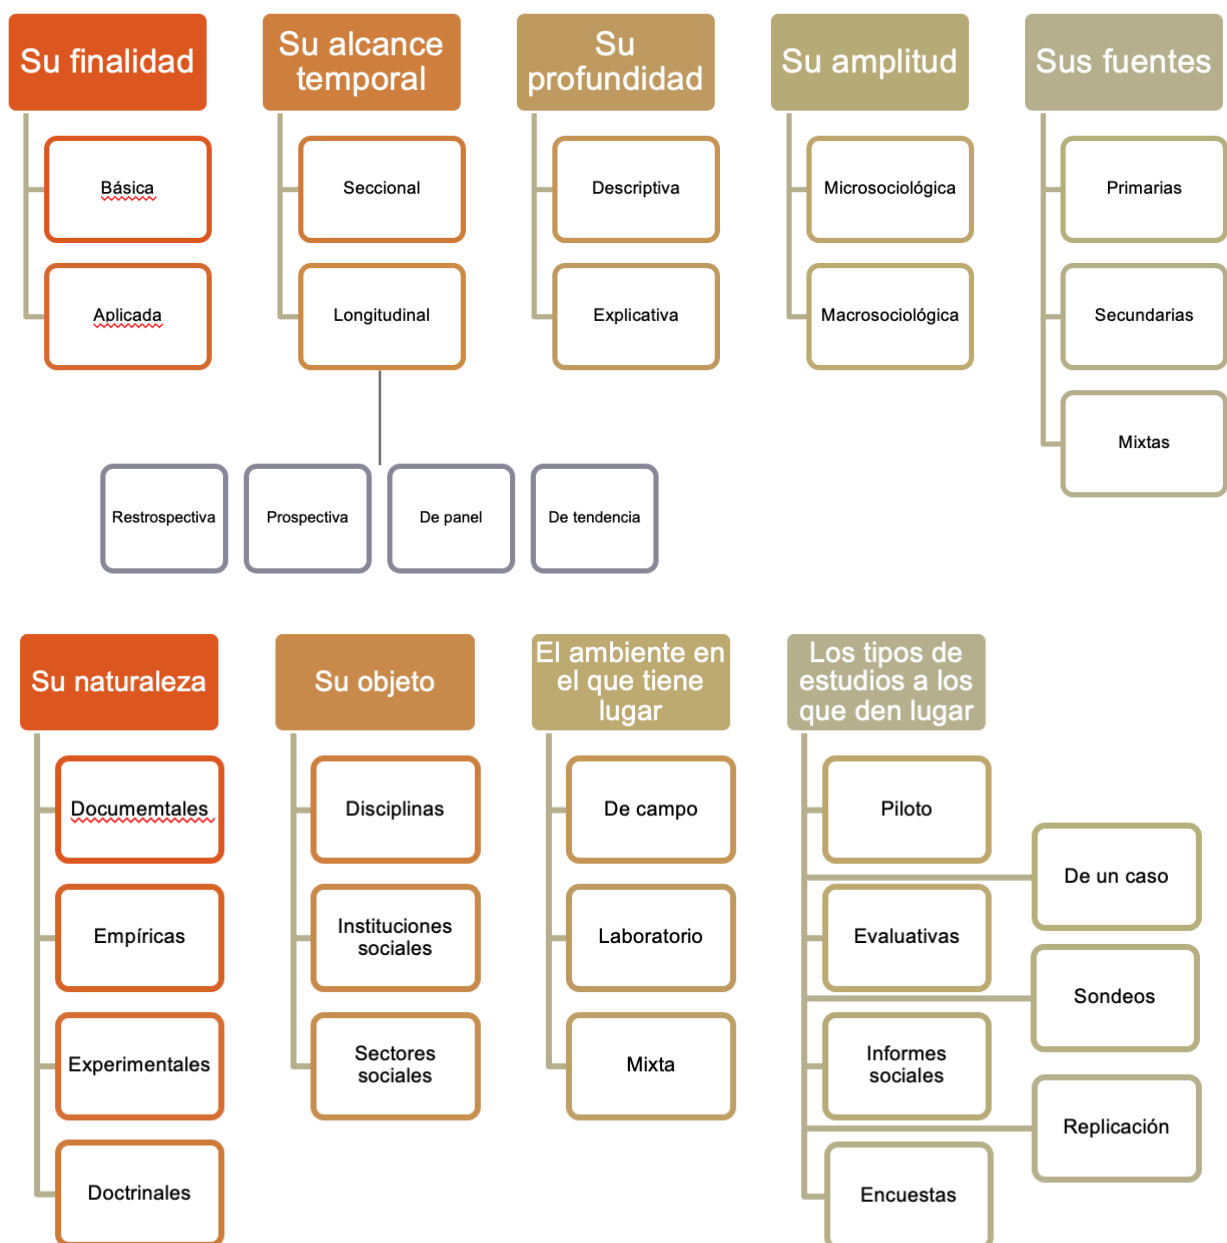 Su finalidad
Básica
Aplicada
Su alcance
temporal
Seccional
Longitudinal
Restrospectiva
Prospectiva
De panel
De tendencia
Su
profundidad
Descriptiva
Explicativa
Su amplitud
Microsociológica
Macrosociológica
Sus fuentes
Primarias
Secundarias
Mixtas
Su naturaleza
Documemtales
Empíricas
Experimentales
Doctrinales
Su objeto
Disciplinas
Instituciones
sociales
Sectores
sociales
El ambiente en
el que tiene
lugar
De campo
Laboratorio
Mixta
Los tipos de
estudios a los
que den lugar
Piloto
De un caso
Evaluativas
Sondeos
Informes
sociales
Replicación
Encuestas